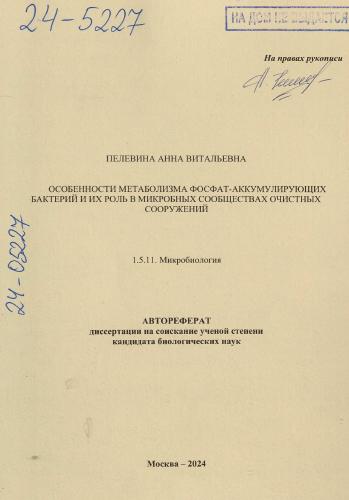 24-5227
НА ДОМ НЕ ВЫДАЕТСЯ
На правах рукописи
ПЕЛЕВИНА АННА ВИТАЛЬЕВНА
ОСОБЕННОСТИ МЕТАБОЛИЗМА ФОСФАТ-АККУМУЛИРУЮЩИХ
БАКТЕРИЙ И ИХ РОЛЬ В МИКРОБНЫХ СООБЩЕСТВАХ ОЧИСТНЫХ
СООРУЖЕНИЙ
24-05227
1.5.11. Микробиология
АВТОРЕФЕРАТ
диссертации на соискание ученой степени
кандидата биологических наук
Москва – 2024